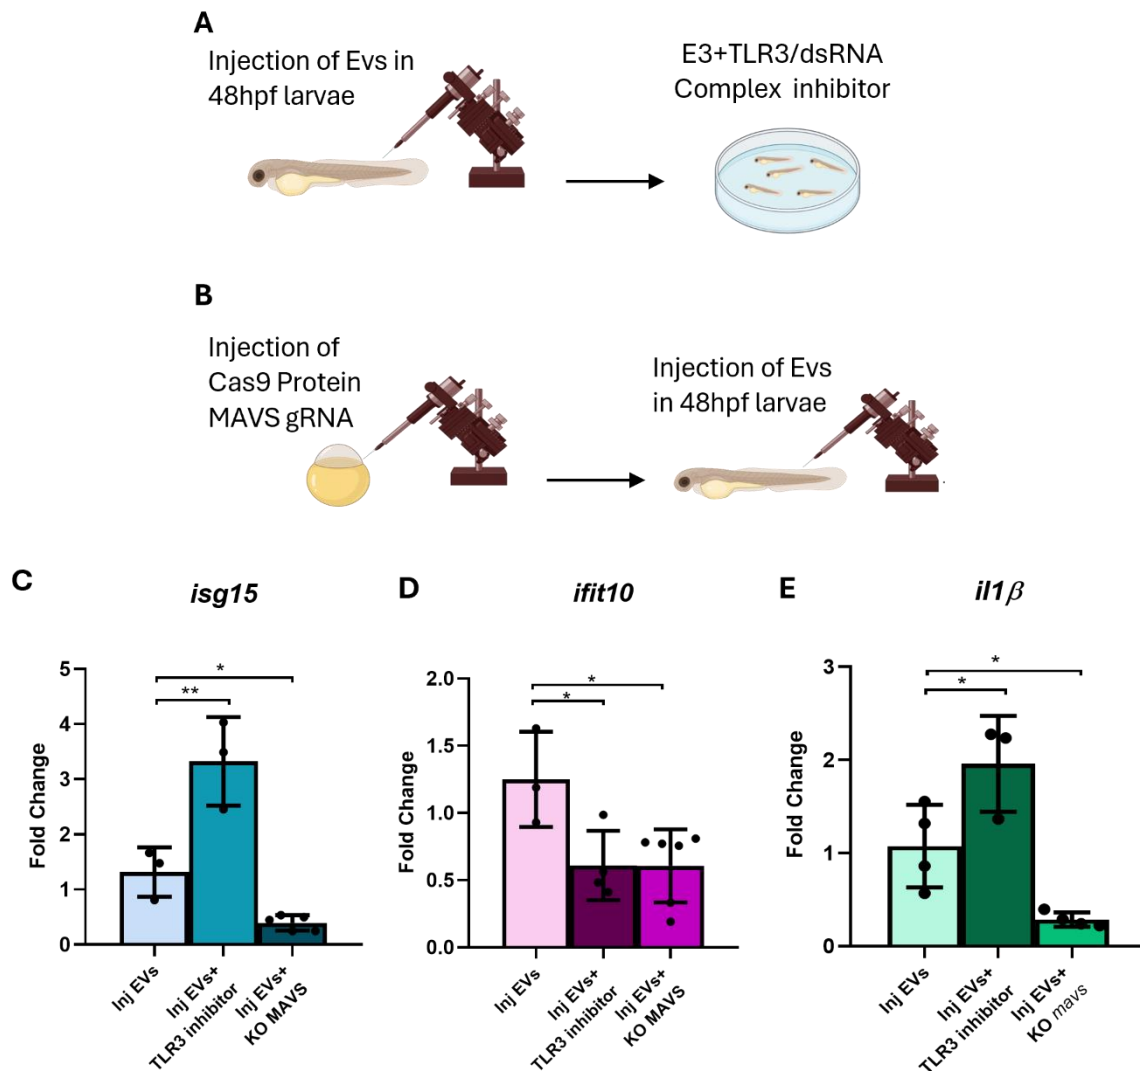 A
Injection of Evs in
48hpf larvae
E3+TLR3/dsRNA
Complex inhibitor
B
Injection of
Cas9 Protein
MAVS gRNA
Injection of Evs
in 48hpf larvae
C
isg15
Fold Change
5
4
3
2
1
0
*
**
Inj EVs
Inj EVs+
TLR3 inhibitor
Inj EVs+
KO MAVS
D
ifit10
Fold Change
2.0
1.5
1.0
0.5
0.0
*
*
Inj EVs
Inj EVs+
TLR3 inhibitor
Inj EVs+
KO MAVS
E
il1β
Fold Change
3
2
1
0
*
*
Inj EVs
Inj EVs+
TLR3 inhibitor
Inj EVs+
KO mavs